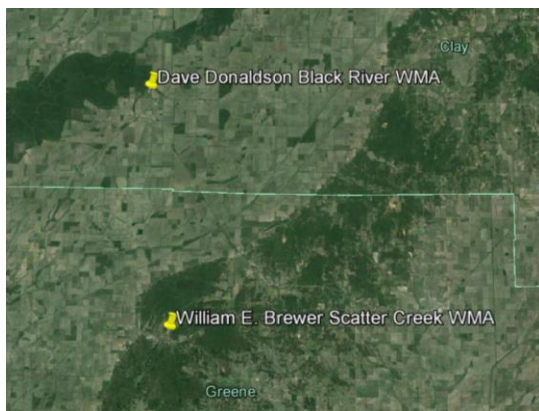 Clay
Dave Donaldson Black River WMA
William E. Brewer Scatter Creek WMA
Greene